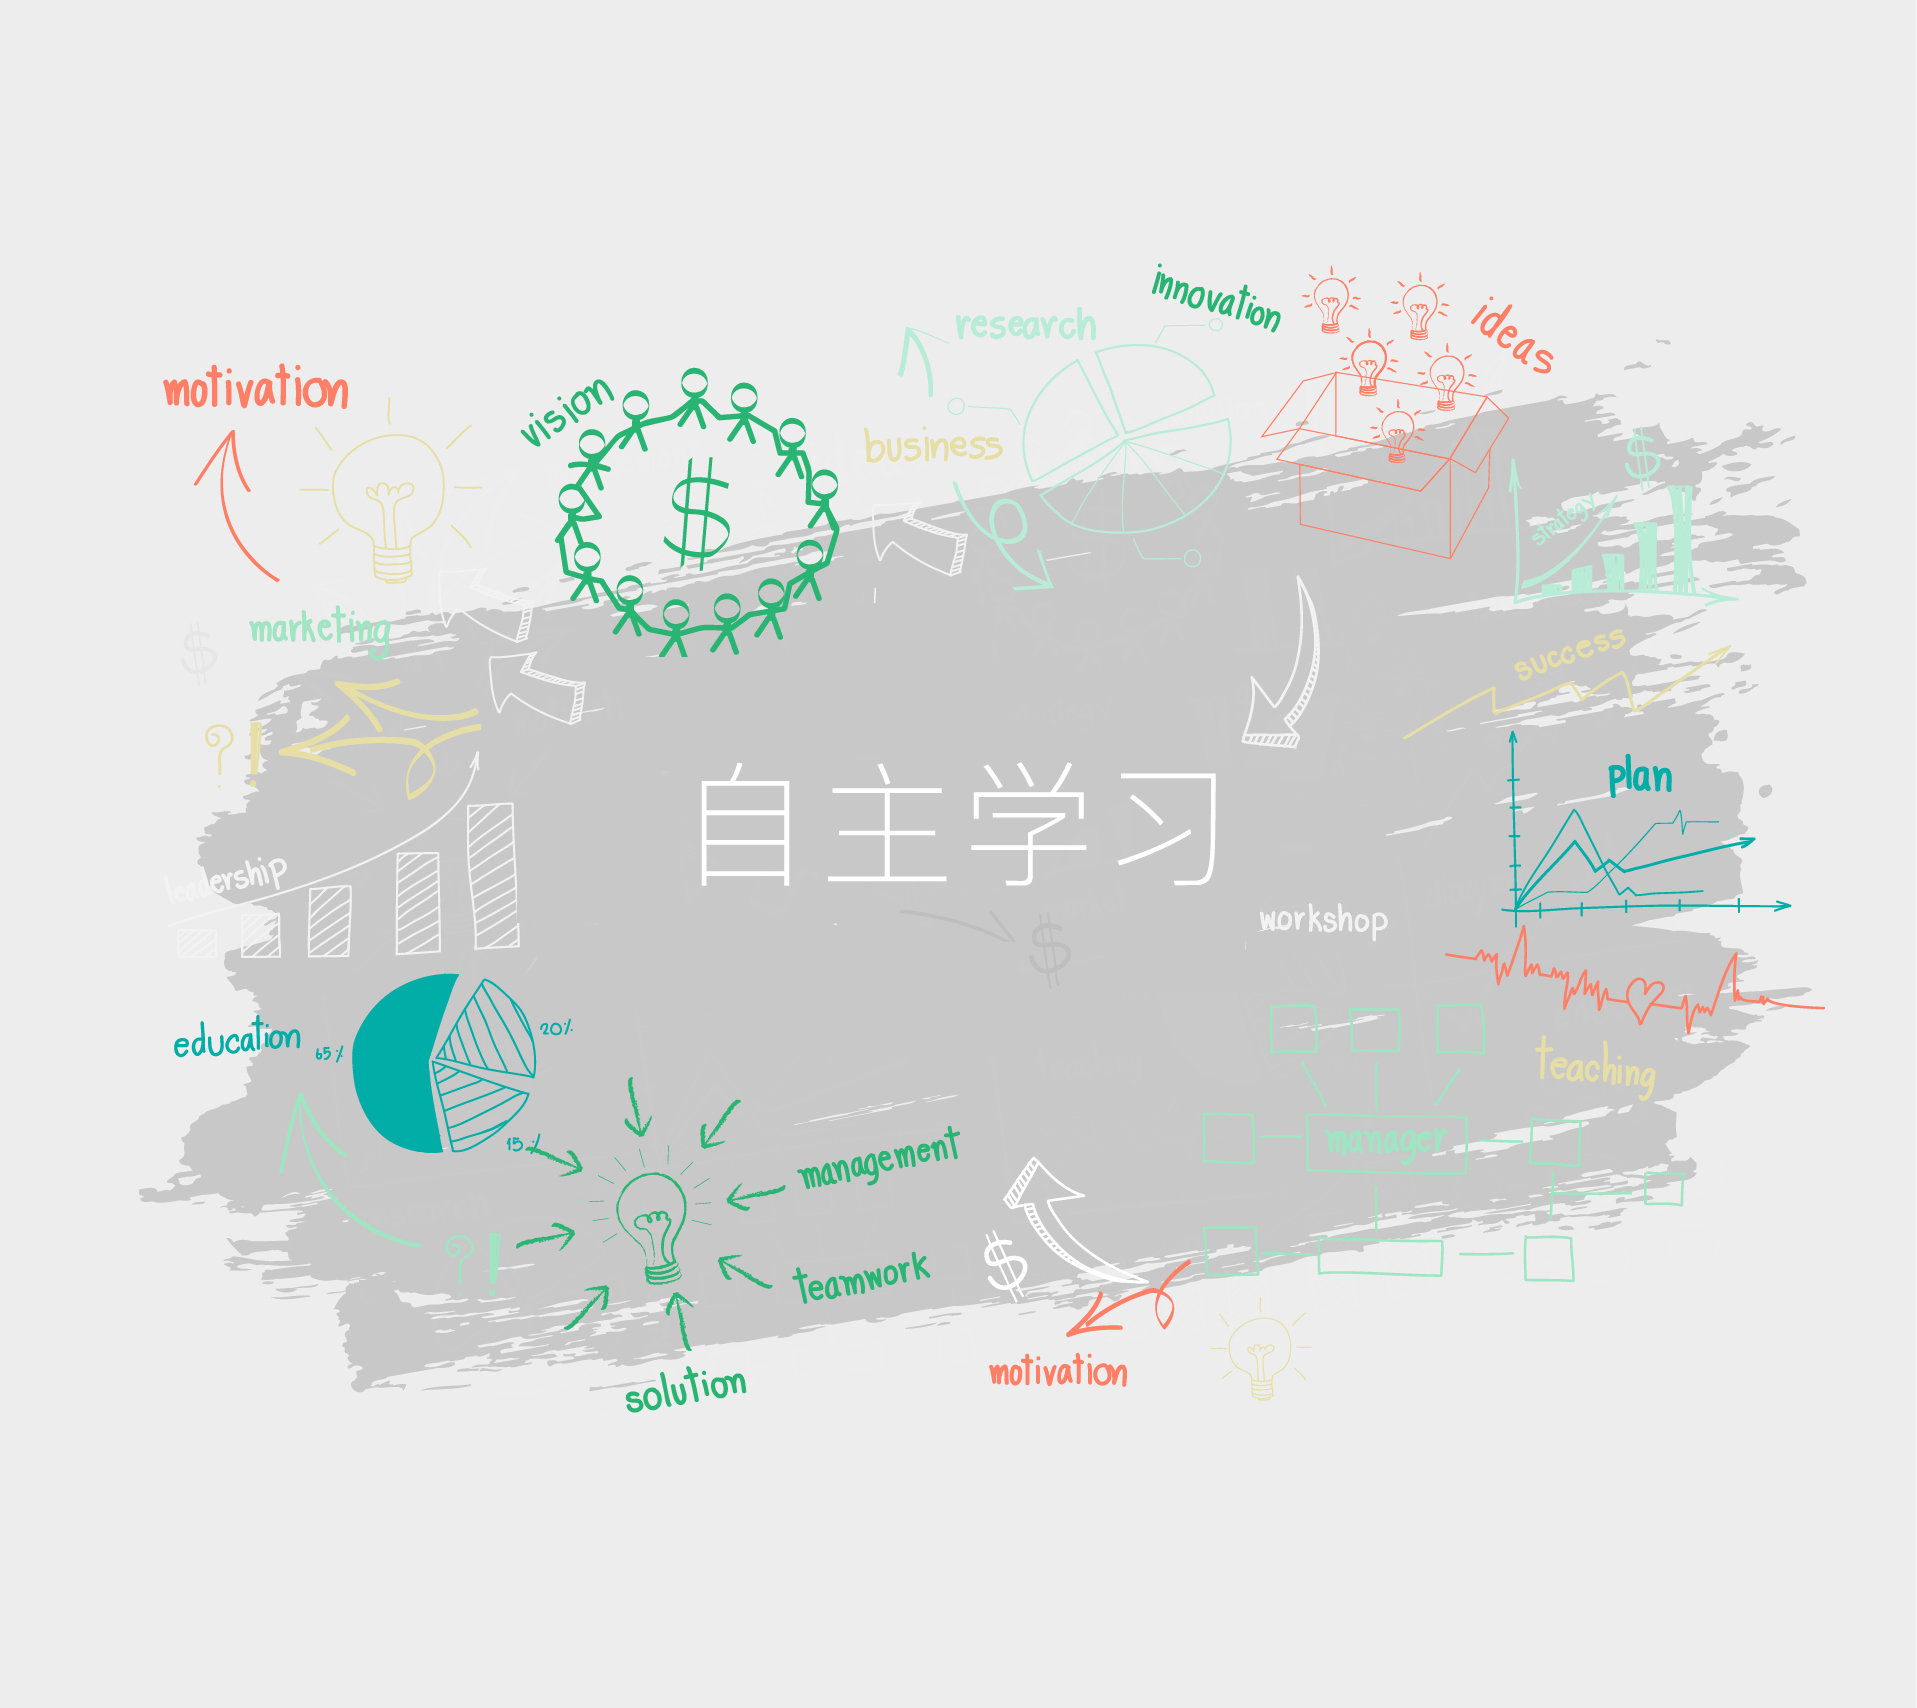 innovation
ideas
research
motivation
vision
business
$
$
strategy
marketing
$
success
?!
自主学习
plan
leadership
workshop
$
education
65%
20%
teaching
15%
manager
management
?!
$
teamwork
motivation
solution